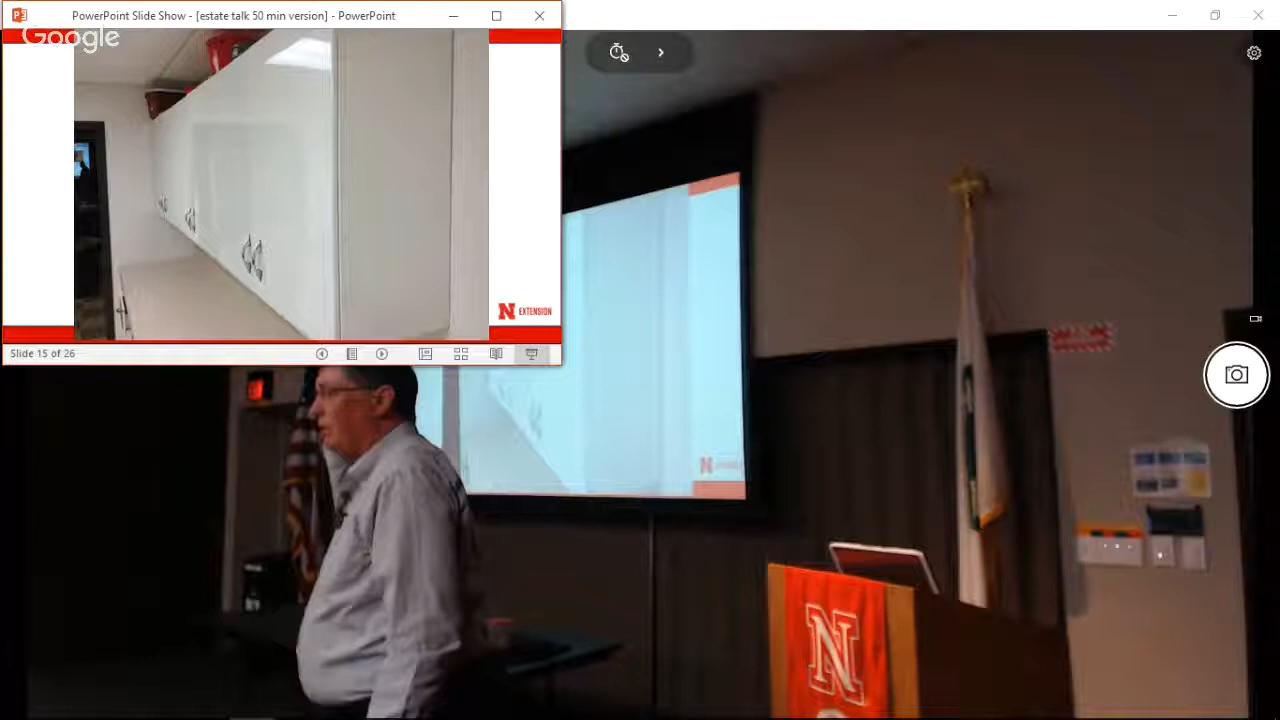 PowerPoint Slide Show - [estate talk 50 min version] - PowerPoint
Google
N EXTENSION
Slide 15 of 26
N
N